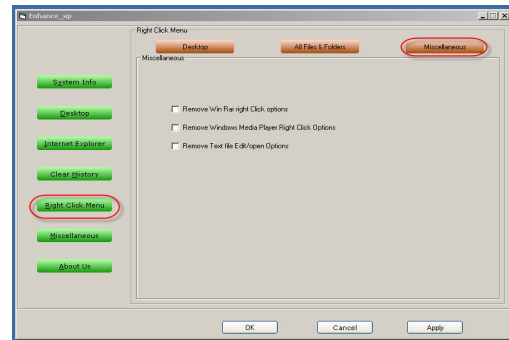 Enhance_xp
Right Click Menu
Desktop
All Files & Folders
Miscellaneous
Miscellaneous
System Info
Desktop
Internet Explorer
Clear History
Right Click Menu
Miscellaneous
About Us
Remove Win Rar right Click options
Remove Windows Media Player Right Click Options
Remove Text file Edit/open Options
OK
Cancel
Apply